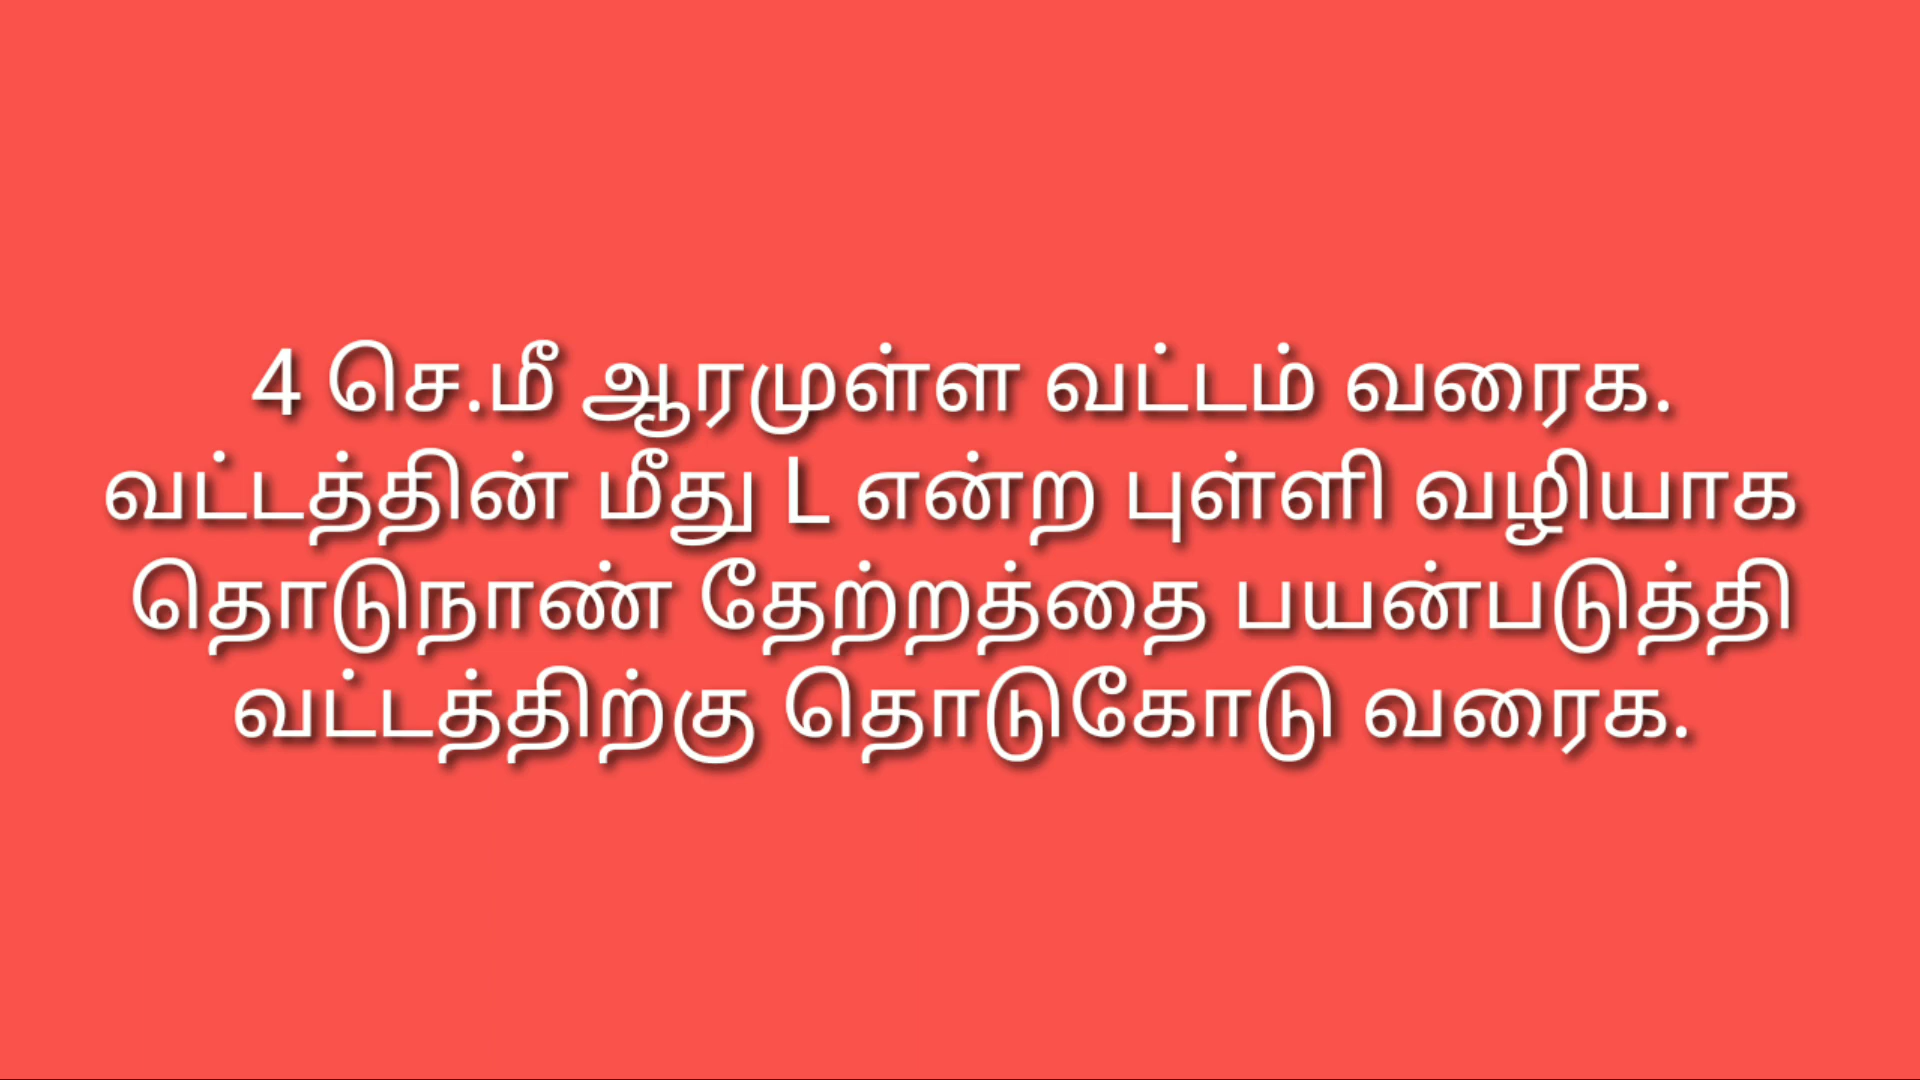 4 செ.மீ ஆரமுள்ள வட்டம் வரைக.
வட்டத்தின் மீது L என்ற புள்ளி வழியாக
தொடுநாண் தேற்றத்தை பயன்படுத்தி
வட்டத்திற்கு தொடுகோடு வரைக.